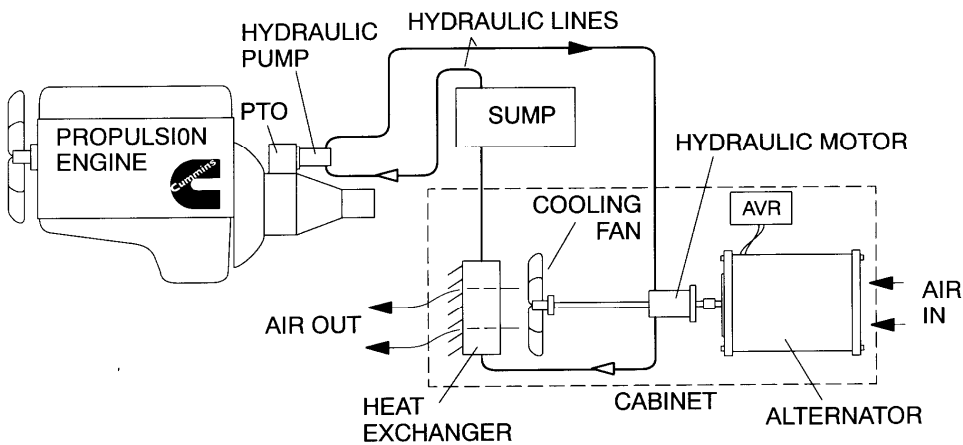 HYDRAULIC LINES
HYDRAULIC
PUMP
PTO
PROPULSION
ENGINE
Cummins
SUMP
HYDRAULIC MOTOR
COOLING
FAN
AVR
AIR OUT
AIR
IN
HEAT
EXCHANGER
CABINET
ALTERNATOR